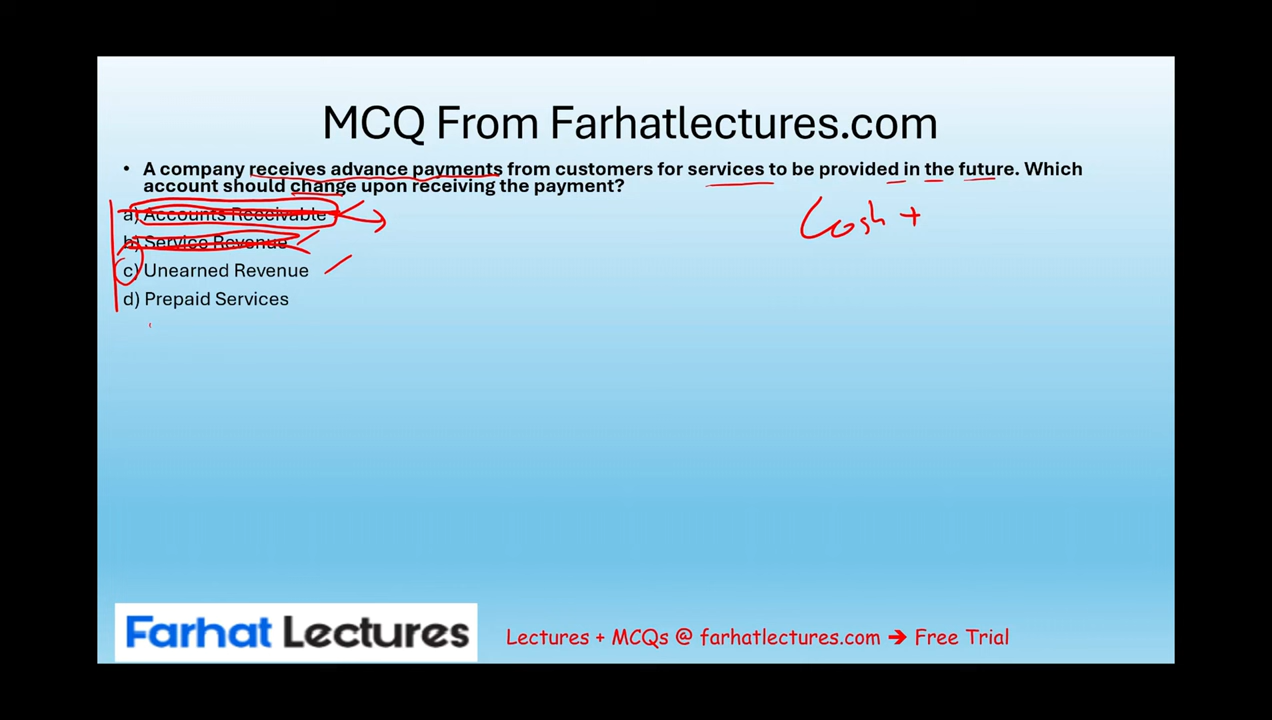 MCQ From Farhatlectures.com
• A company receives advance payments from customers for services to be provided in the future. Which
account should change upon receiving the payment?
a) Accounts Receivable
Cash +
b) Service Revenue
c) Unearned Revenue
d) Prepaid Services
Farhat Lectures
Lectures + MCQs @ farhatlectures.com ➔ Free Trial